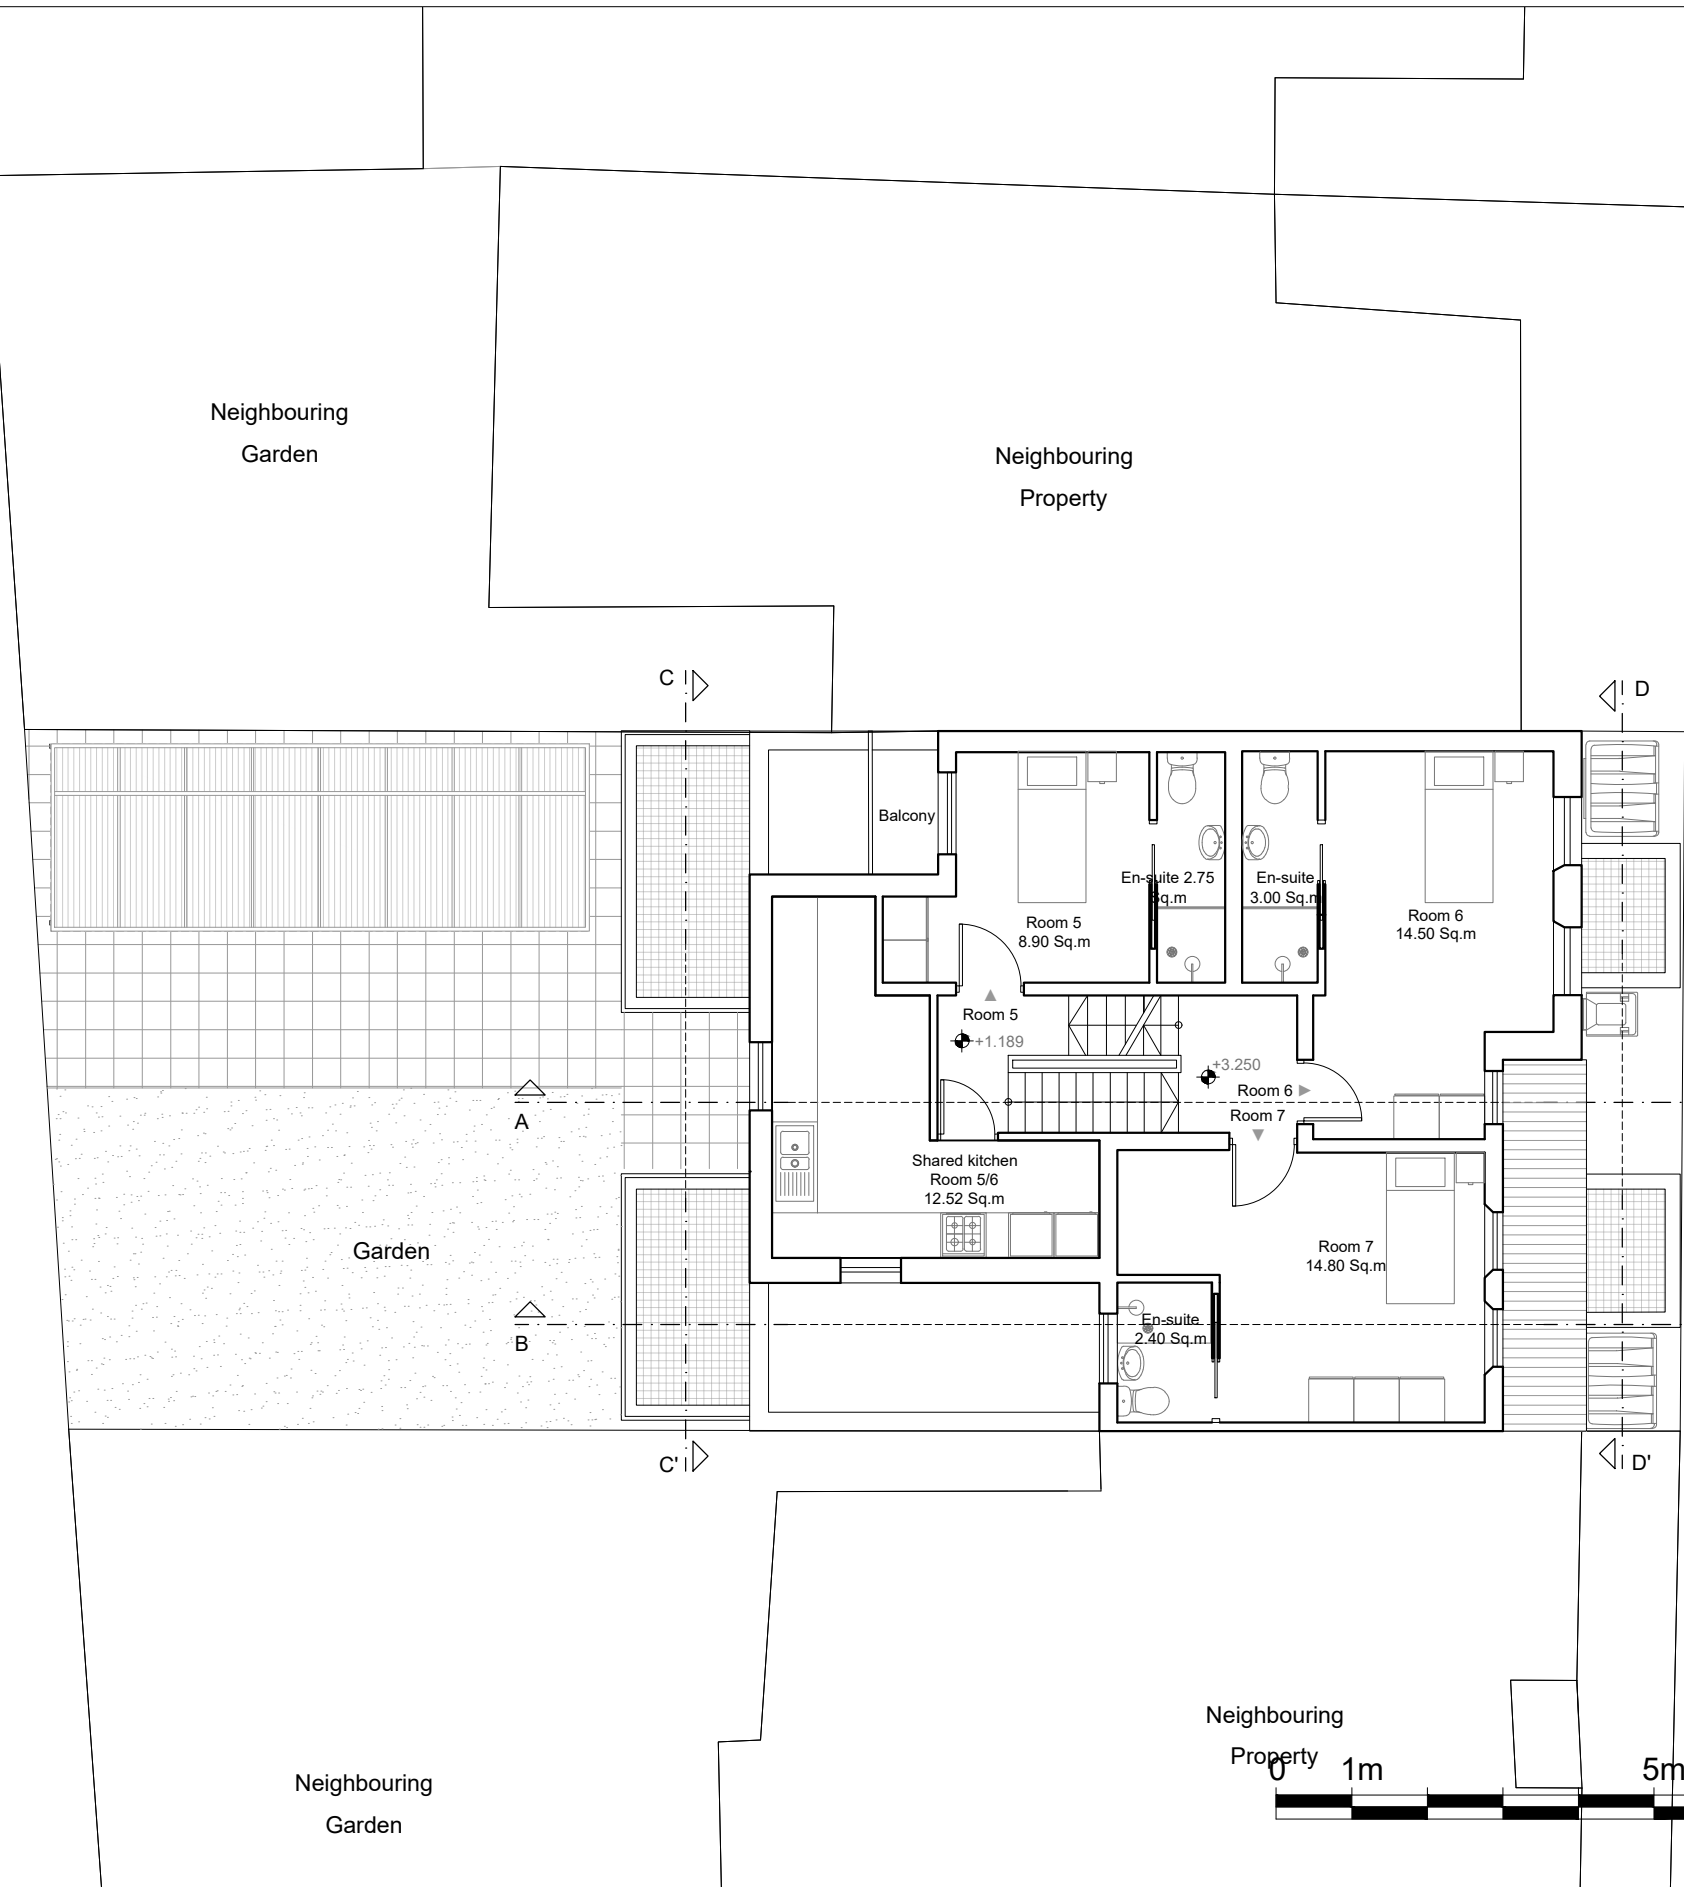 Neighbouring
Garden
Neighbouring
Property
C
D
Balcony
En-suite 2.75
Sq.m
En-suite
3.00 Sq.m
Room 5
8.90 Sq.m
Room 6
14.50 Sq.m
Room 5
+1.189
+3.250
Room 6
Room 7
A
Shared kitchen
Room 5/6
12.52 Sq.m
Garden
Room 7
14.80 Sq.m
En-suite
2.40 Sq.m
B
C'
D'
Neighbouring
Property
0 1m 5m
Neighbouring
Garden